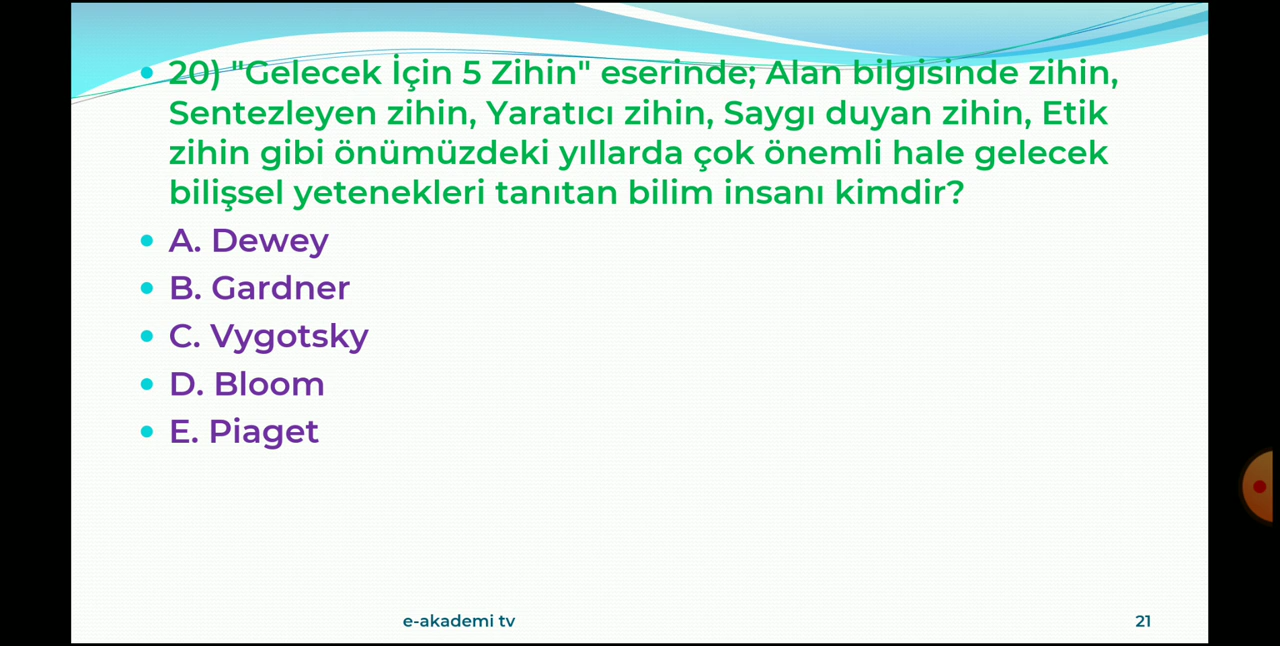 20) "Gelecek İçin 5 Zihin" eserinde; Alan bilgisinde zihin,
Sentezleyen zihin, Yaratıcı zihin, Saygı duyan zihin, Etik
zihin gibi önümüzdeki yıllarda çok önemli hale gelecek
bilişsel yetenekleri tanıtan bilim insanı kimdir?
A. Dewey
B. Gardner
C. Vygotsky
D. Bloom
E. Piaget
e-akademi tv
21